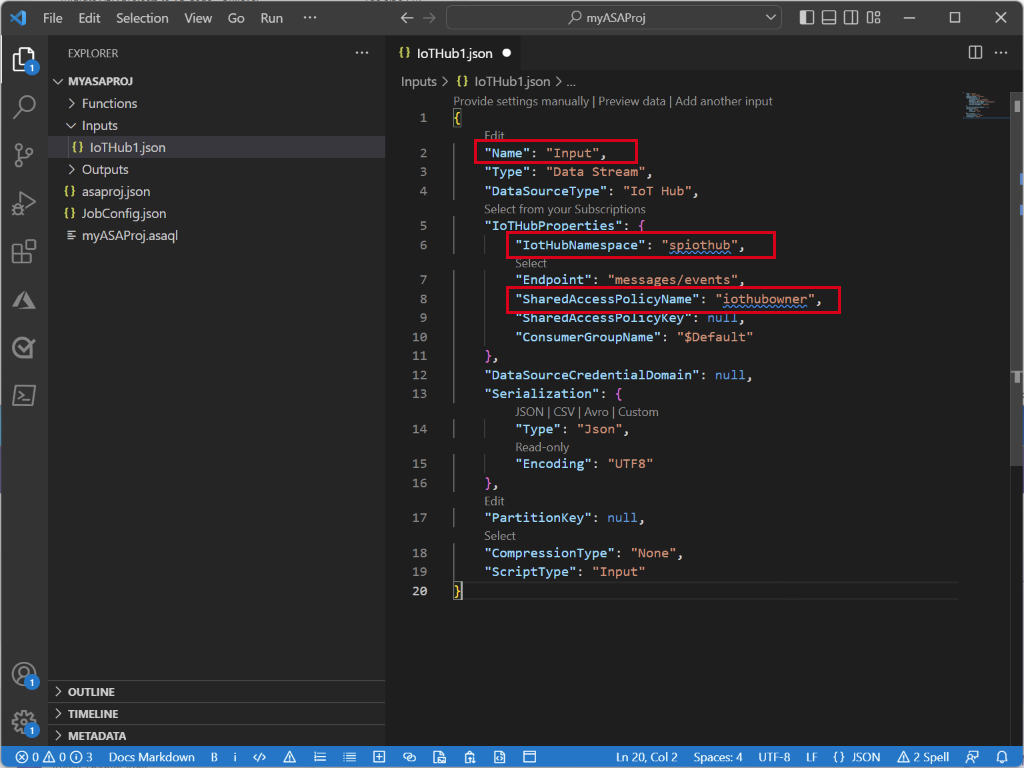 File Edit Selection View Go Run ··· myASAProj
EXPLORER ···
MYASAPROJ
Functions
Inputs
{} IoTHub1.json
Outputs
{} asaproj.json
{} JobConfig.json
myASAProj.asaql
OUTLINE
TIMELINE
METADATA
{} IoTHub1.json ● ···
Inputs > {} IoTHub1.json > ...
Provide settings manually | Preview data | Add another input
1 {
Edit
2 "Name": "Input",
3 "Type": "Data Stream",
4 "DataSourceType": "IoT Hub",
Select from your Subscriptions
5 "IoTHubProperties": {
6 "IotHubNamespace": "spiothub",
Select
7 "Endpoint": "messages/events",
8 "SharedAccessPolicyName": "iothubowner",
9 "SharedAccessPolicyKey": null,
10 "ConsumerGroupName": "$Default"
11 },
12 "DataSourceCredentialDomain": null,
13 "Serialization": {
JSON | CSV | Avro | Custom
14 "Type": "Json",
Read-only
15 "Encoding": "UTF8"
16 },
Edit
17 "PartitionKey": null,
Select
18 "CompressionType": "None",
19 "ScriptType": "Input"
20 }
1
1
1
0 0 3 Docs Markdown B i Ln 20, Col 2 Spaces: 4 UTF-8 LF {} JSON 2 Spell